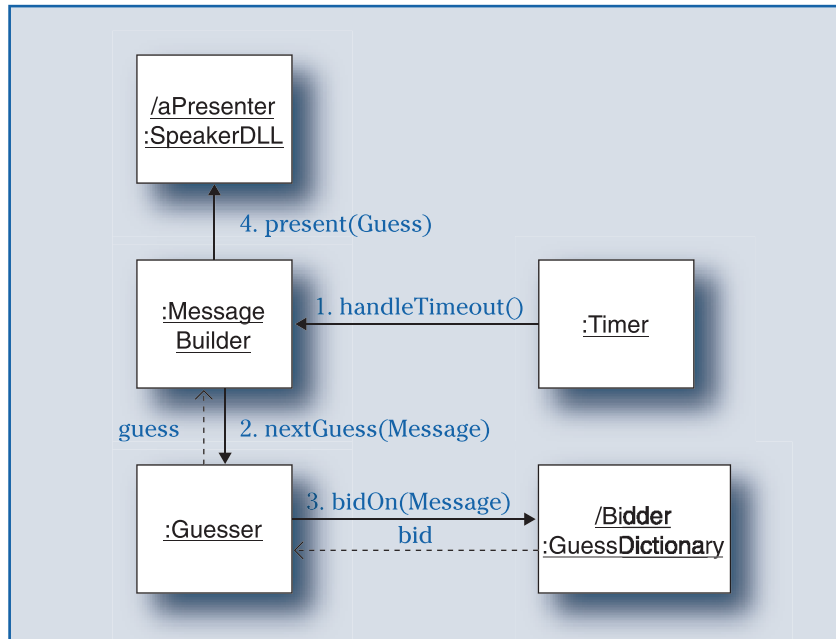 /aPresenter
:SpeakerDLL
4. present(Guess)
:Message
Builder
1. handleTimeout()
:Timer
guess
2. nextGuess(Message)
:Guesser
3. bidOn(Message)
bid
/Bidder
:GuessDictionary